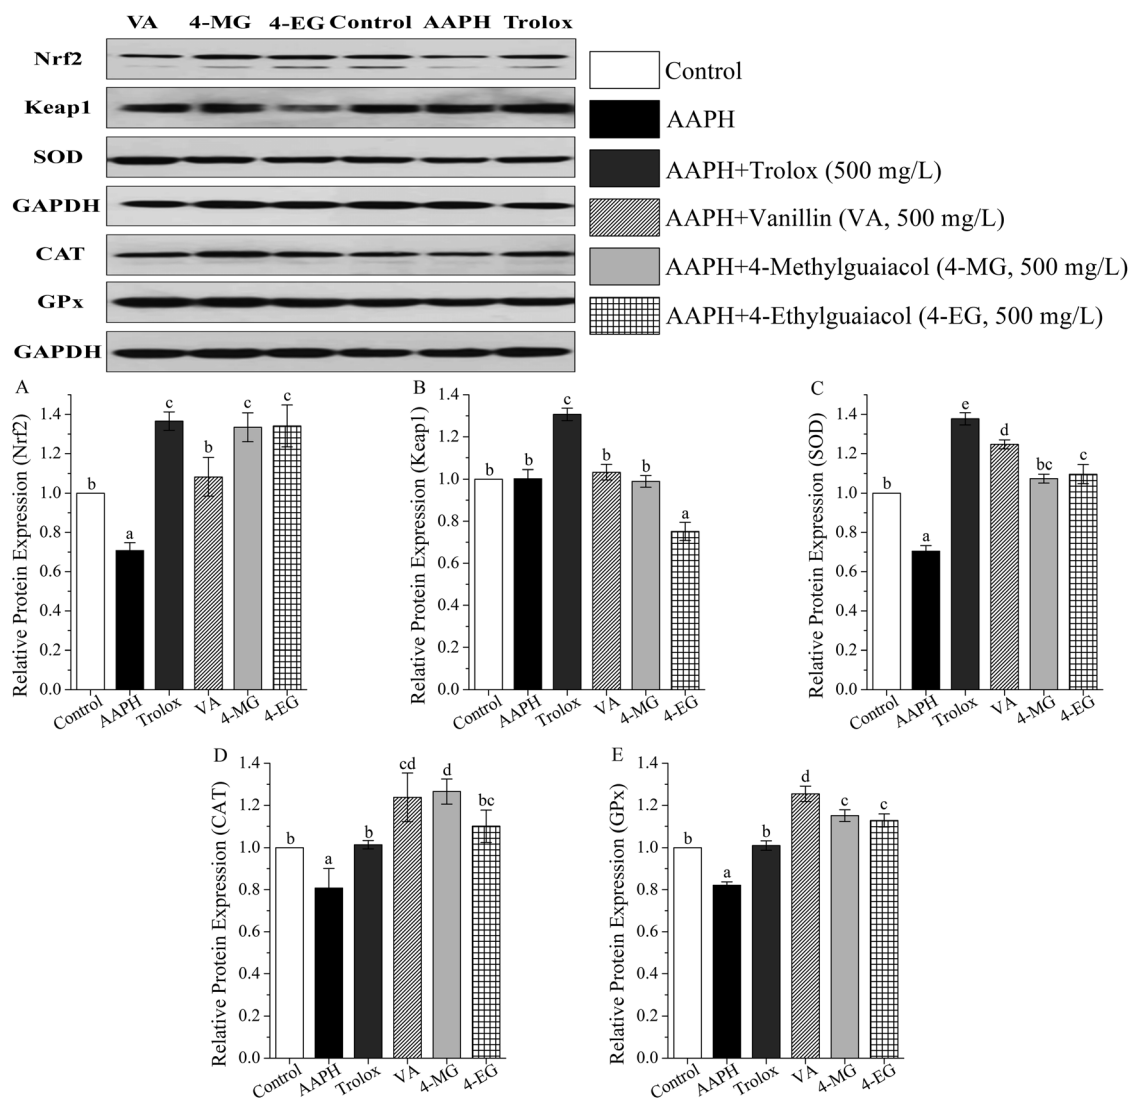 VA 4-MG 4-EG Control AAPH Trolox
Nrf2
Keap1
SOD
GAPDH
CAT
GPx
GAPDH
Control
AAPH
AAPH+Trolox (500 mg/L)
AAPH+Vanillin (VA, 500 mg/L)
AAPH+4-Methylguaiacol (4-MG, 500 mg/L)
AAPH+4-Ethylguaiacol (4-EG, 500 mg/L)
A
Relative Protein Expression (Nrf2)
1.4
1.2
1.0
0.8
0.6
0.4
0.2
0.0
b a c b c c
Control AAPH Trolox VA 4-MG 4-EG
B
Relative Protein Expression (Keap1)
1.4
1.2
1.0
0.8
0.6
0.4
0.2
0.0
b b c b b a
Control AAPH Trolox VA 4-MG 4-EG
C
Relative Protein Expression (SOD)
1.4
1.2
1.0
0.8
0.6
0.4
0.2
0.0
b a e d bc c
Control AAPH Trolox VA 4-MG 4-EG
D
Relative Protein Expression (CAT)
1.4
1.2
1.0
0.8
0.6
0.4
0.2
0.0
b a b cd d bc
Control AAPH Trolox VA 4-MG 4-EG
E
Relative Protein Expression (GPx)
1.4
1.2
1.0
0.8
0.6
0.4
0.2
0.0
b a b d c c
Control AAPH Trolox VA 4-MG 4-EG